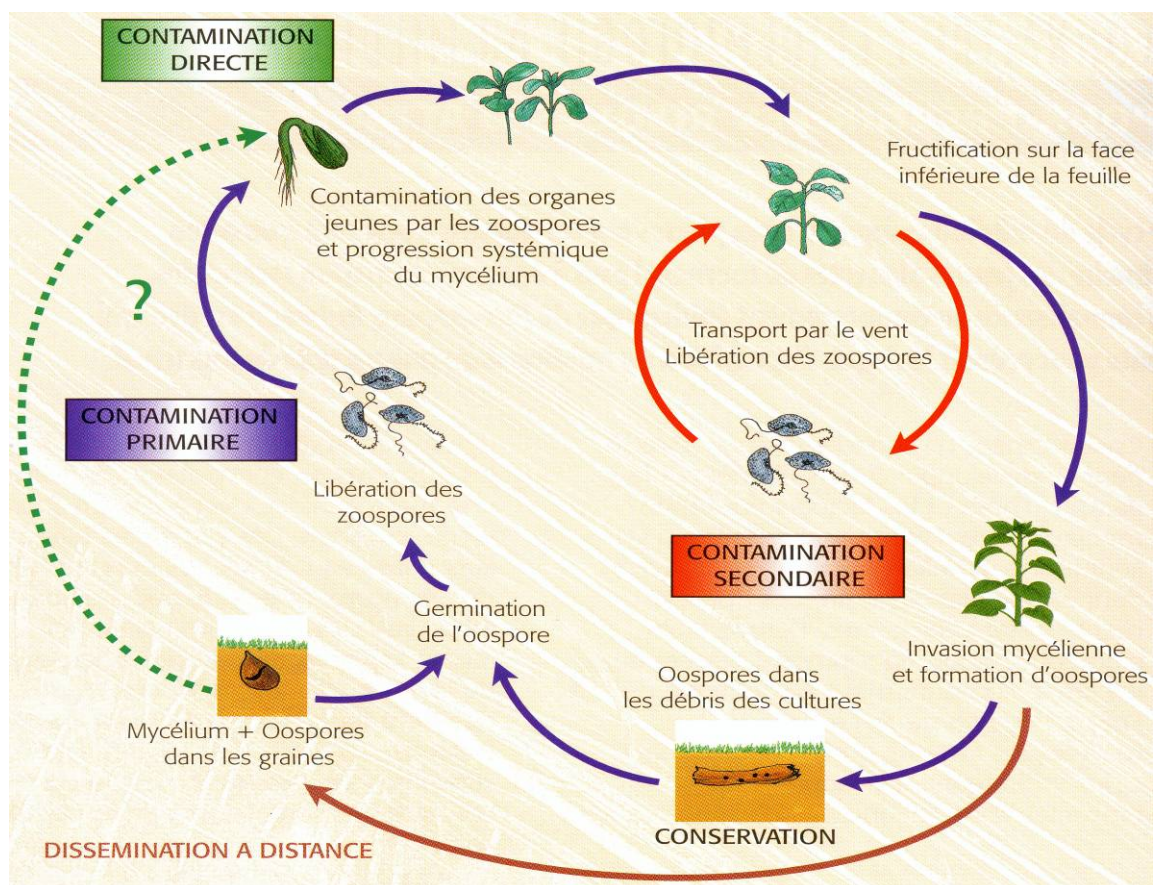 CONTAMINATION
DIRECTE
Fructification sur la face
inférieure de la feuille
Contamination des organes
jeunes par les zoospores
et progression systémique
du mycélium
?
Transport par le vent
Libération des zoospores
CONTAMINATION
PRIMAIRE
Libération des
zoospores
CONTAMINATION
SECONDAIRE
Germination
de l'oospore
Invasion mycélienne
et formation d'oospores
Oospores dans
les débris des cultures
Mycélium + Oospores
dans les graines
CONSERVATION
DISSEMINATION A DISTANCE